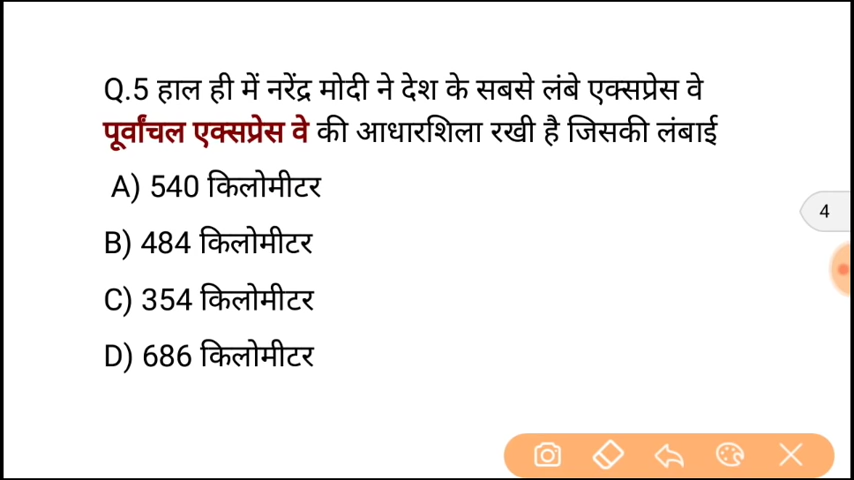 Q.5 हाल ही में नरेंद्र मोदी ने देश के सबसे लंबे एक्सप्रेस वे
पूर्वांचल एक्सप्रेस वे की आधारशिला रखी है जिसकी लंबाई
A) 540 किलोमीटर
B) 484 किलोमीटर
C) 354 किलोमीटर
D) 686 किलोमीटर
4